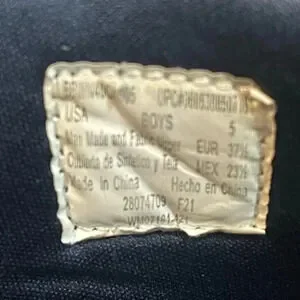 USA BOYS 5
Man Made and Fabric Upper EUR 37½
Cubierta de Sintetico y Tela MEX 23½
Made in China Hecho en China
28074709 F21